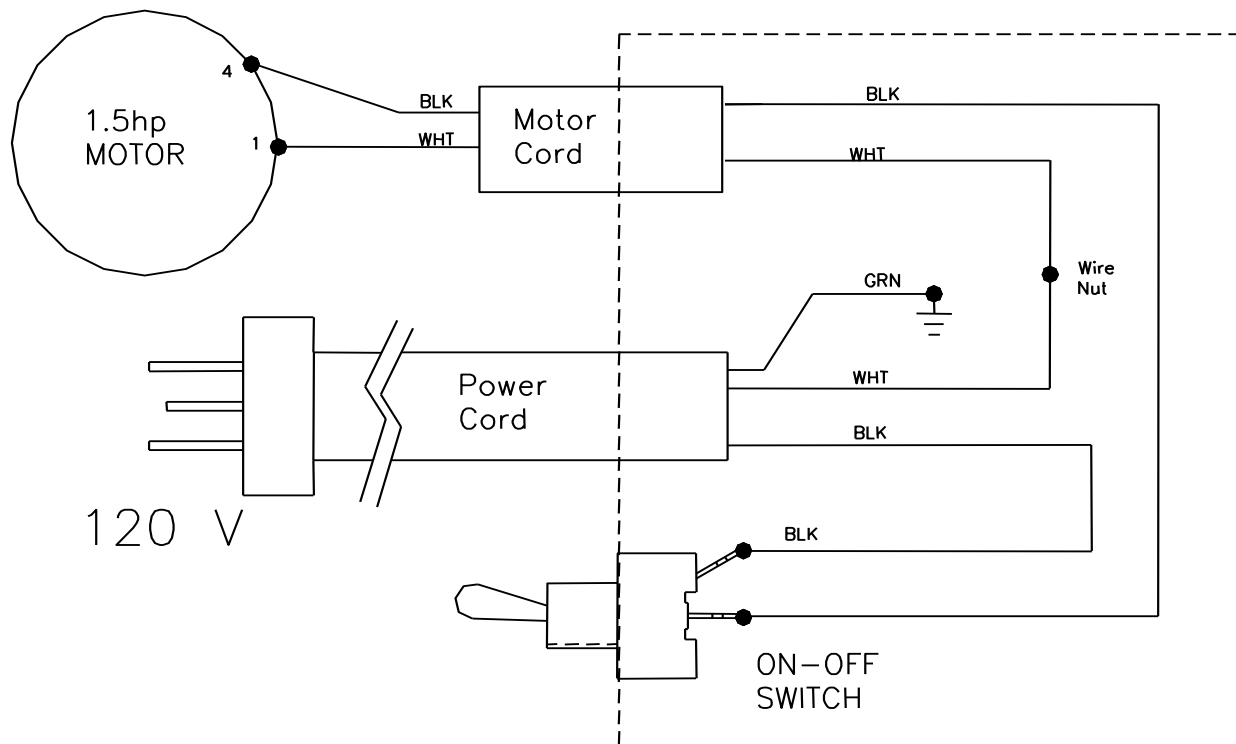 4
BLK
BLK
1.5hp
MOTOR
Motor
Cord
1
WHT
WHT
Wire
Nut
GRN
Power
Cord
WHT
BLK
120 V
BLK
ON-OFF
SWITCH